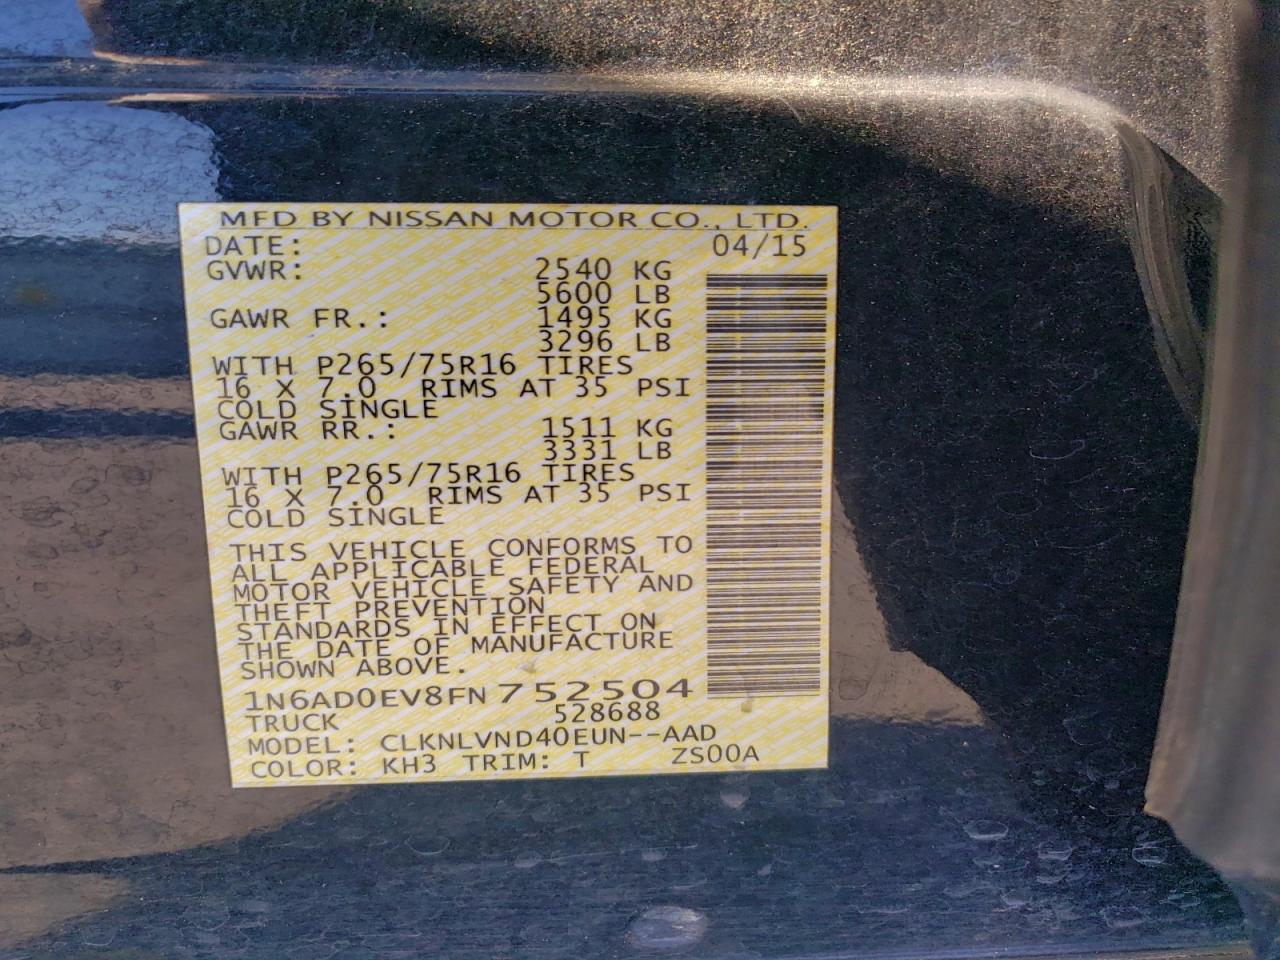 MFD BY NISSAN MOTOR CO., LTD.
DATE: 04/15
GVWR: 2540 KG
5600 LB
GAWR FR.: 1495 KG
3296 LB
WITH P265/75R16 TIRES
16 X 7.0 RIMS AT 35 PSI
COLD SINGLE
GAWR RR.: 1511 KG
3331 LB
WITH P265/75R16 TIRES
16 X 7.0 RIMS AT 35 PSI
COLD SINGLE
THIS VEHICLE CONFORMS TO
ALL APPLICABLE FEDERAL
MOTOR VEHICLE SAFETY AND
THEFT PREVENTION
STANDARDS IN EFFECT ON
THE DATE OF MANUFACTURE
SHOWN ABOVE.
1N6AD0EV8FN752504
TRUCK 528688
MODEL: CLKNLVND40EUN--AAD
COLOR: KH3 TRIM: T ZS00A